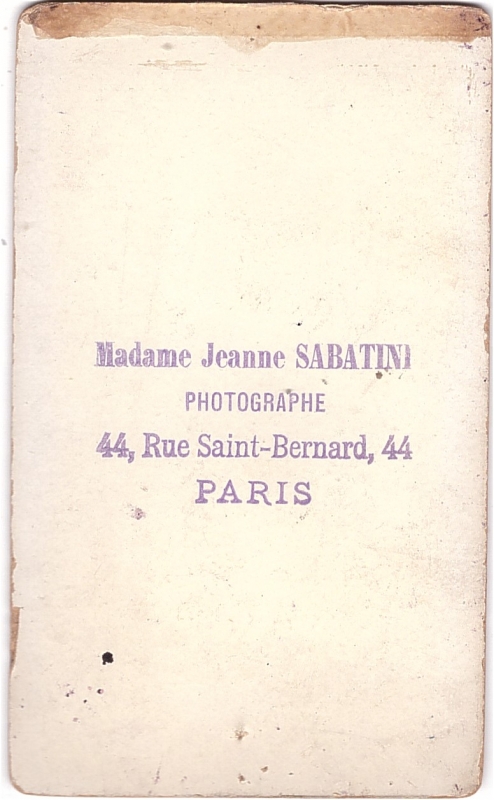 Madame Jeanne SABATINI
PHOTOGRAPHE
44, Rue Saint-Bernard, 44
PARIS